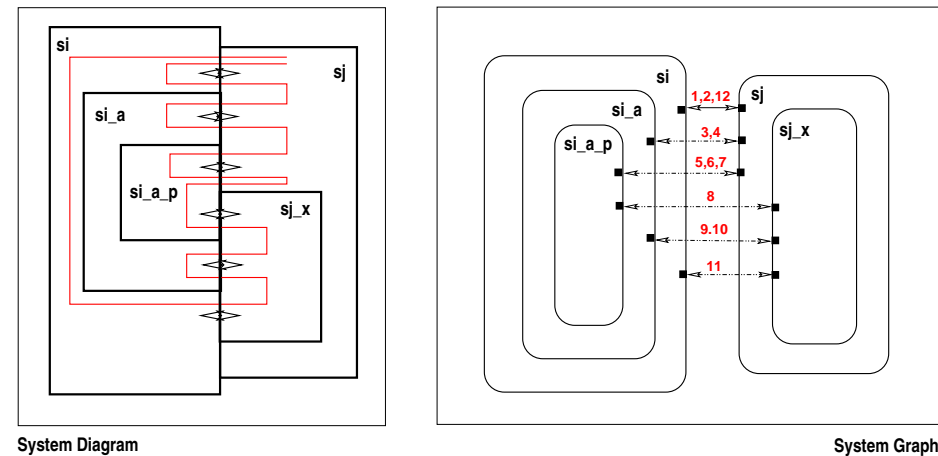 si
sj
si_a
si_a_p
sj_x
System Diagram
si
sj
1,2,12
si_a
3,4
sj_x
si_a_p
5,6,7
8
9.10
11
System Graph